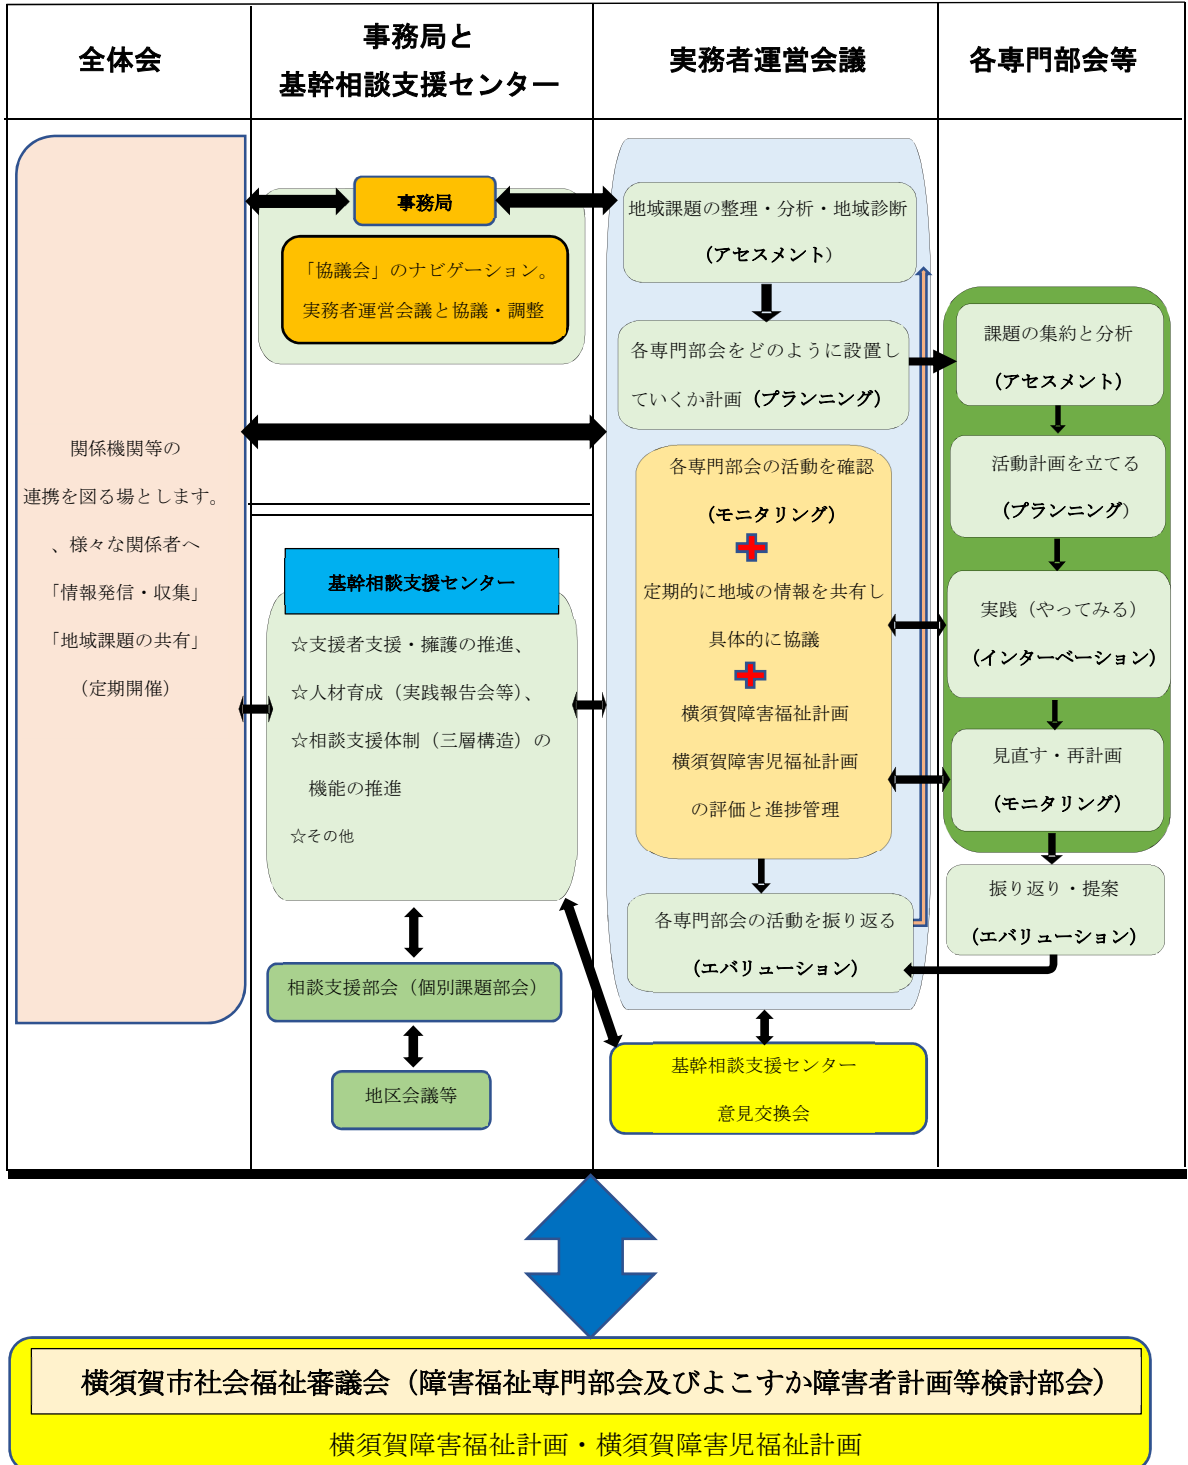 全体会
事務局と
基幹相談支援センター
実務者運営会議
各専門部会等
関係機関等の
連携を図る場とします。
、様々な関係者へ
「情報発信・収集」
「地域課題の共有」
（定期開催）
事務局
「協議会」のナビゲーション。
実務者運営会議と協議・調整
基幹相談支援センター
☆支援者支援・擁護の推進、
☆人材育成（実践報告会等）、
☆相談支援体制（三層構造）の
機能の推進
☆その他
相談支援部会（個別課題部会）
地区会議等
地域課題の整理・分析・地域診断
（アセスメント）
各専門部会をどのように設置し
ていくか計画（プランニング）
各専門部会の活動を確認
（モニタリング）
定期的に地域の情報を共有し
具体的に協議
横須賀障害福祉計画
横須賀障害児福祉計画
の評価と進捗管理
各専門部会の活動を振り返る
（エバリューション）
基幹相談支援センター
意見交換会
課題の集約と分析
（アセスメント）
活動計画を立てる
（プランニング）
実践（やってみる）
（インターベーション）
見直す・再計画
（モニタリング）
振り返り・提案
（エバリューション）
横須賀市社会福祉審議会（障害福祉専門部会及びよこすか障害者計画等検討部会）
横須賀障害福祉計画・横須賀障害児福祉計画